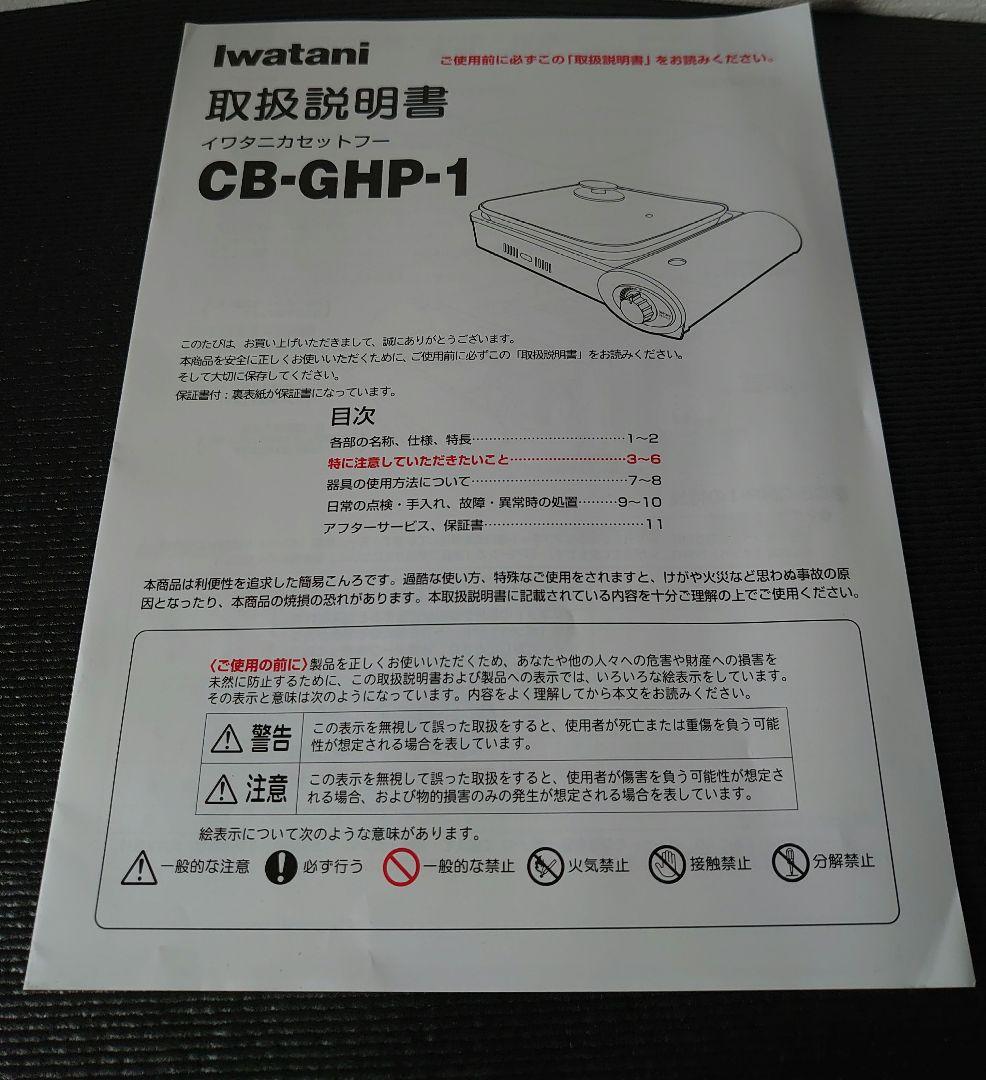 Iwatani
ご使用前に必ずこの「取扱説明書」をお読みください。
取扱説明書
イワタニカセットフー
CB-GHP-1
このたびは、お買い上げいただきまして、誠にありがとうございます。
本商品を安全に正しくお使いいただくために、ご使用前に必ずこの「取扱説明書」をお読みください。
そして大切に保存してください。
保証書付：裏表紙が保証書になっています。
目次
各部の名称、仕様、特長……………………………………1～2
特に注意していただきたいこと…………………………3～6
器具の使用方法について…………………………………7～8
日常の点検・手入れ、故障・異常時の処置………9～10
アフターサービス、保証書…………………………………11
本商品は利便性を追求した簡易こんろです。過酷な使い方、特殊なご使用をされますと、けがや火災など思わぬ事故の原
因となったり、本商品の焼損の恐れがあります。本取扱説明書に記載されている内容を十分ご理解の上でご使用ください。
〈ご使用の前に〉製品を正しくお使いいただくため、あなたや他の人々への危害や財産への損害を
未然に防止するために、この取扱説明書および製品への表示では、いろいろな絵表示をしています。
その表示と意味は次のようになっています。内容をよく理解してから本文をお読みください。
警告 この表示を無視して誤った取扱をすると、使用者が死亡または重傷を負う可能
性が想定される場合を表しています。
注意 この表示を無視して誤った取扱をすると、使用者が傷害を負う可能性が想定さ
れる場合、および物的損害のみの発生が想定される場合を表しています。
絵表示について次のような意味があります。
一般的な注意 必ず行う 一般的な禁止 火気禁止 接触禁止 分解禁止